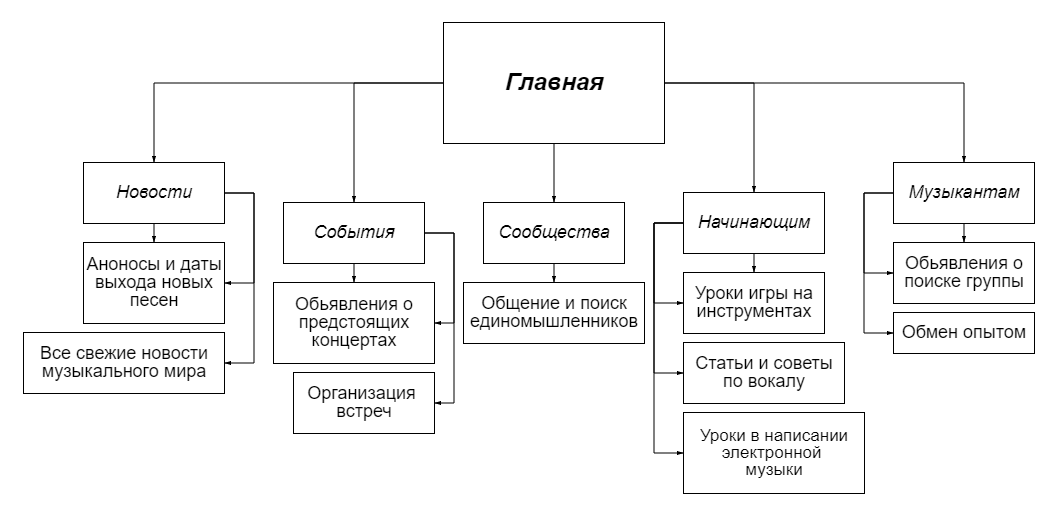 Главная
Новости
Аноносы и даты
выхода новых
песен
Все свежие новости
музыкального мира
События
Обьявления о
предстоящих
концертах
Организация
встреч
Сообщества
Общение и поиск
единомышленников
Начинающим
Уроки игры на
инструментах
Статьи и советы
по вокалу
Уроки в написании
электронной
музыки
Музыкантам
Обьявления о
поиске группы
Обмен опытом